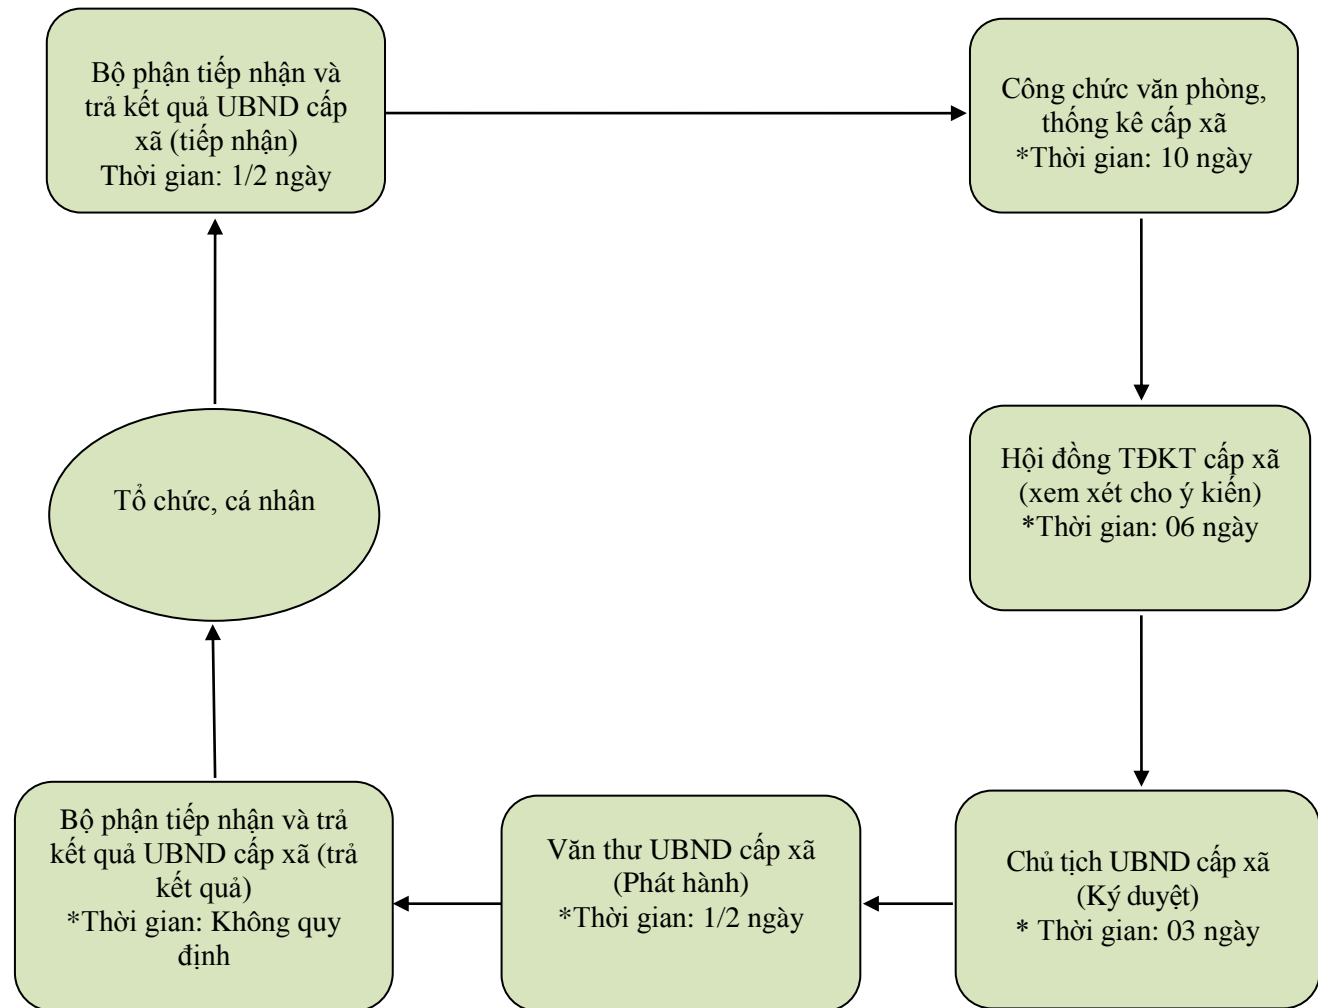 Bộ phận tiếp nhận và
trả kết quả UBND cấp
xã (tiếp nhận)
Thời gian: 1/2 ngày
Công chức văn phòng,
thống kê cấp xã
*Thời gian: 10 ngày
Tổ chức, cá nhân
Hội đồng TĐKT cấp xã
(xem xét cho ý kiến)
*Thời gian: 06 ngày
Bộ phận tiếp nhận và trả
kết quả UBND cấp xã (trả
kết quả)
*Thời gian: Không quy
định
Văn thư UBND cấp xã
(Phát hành)
*Thời gian: 1/2 ngày
Chủ tịch UBND cấp xã
(Ký duyệt)
* Thời gian: 03 ngày